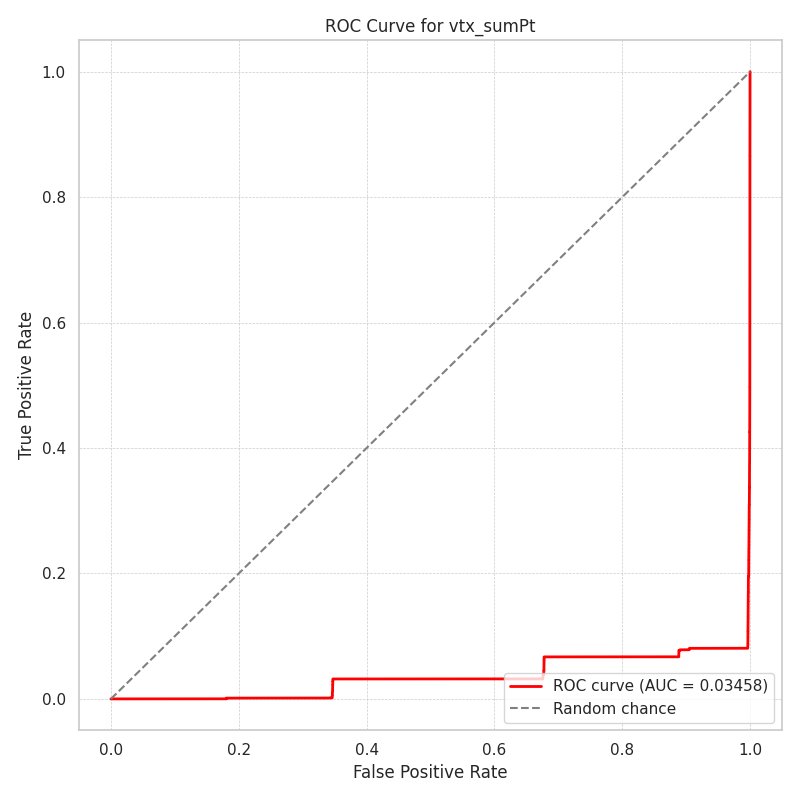 ROC Curve for vtx_sumPt
True Positive Rate
1.0
0.8
0.6
0.4
0.2
0.0
ROC curve (AUC = 0.03458)
Random chance
0.0 0.2 0.4 0.6 0.8 1.0
False Positive Rate